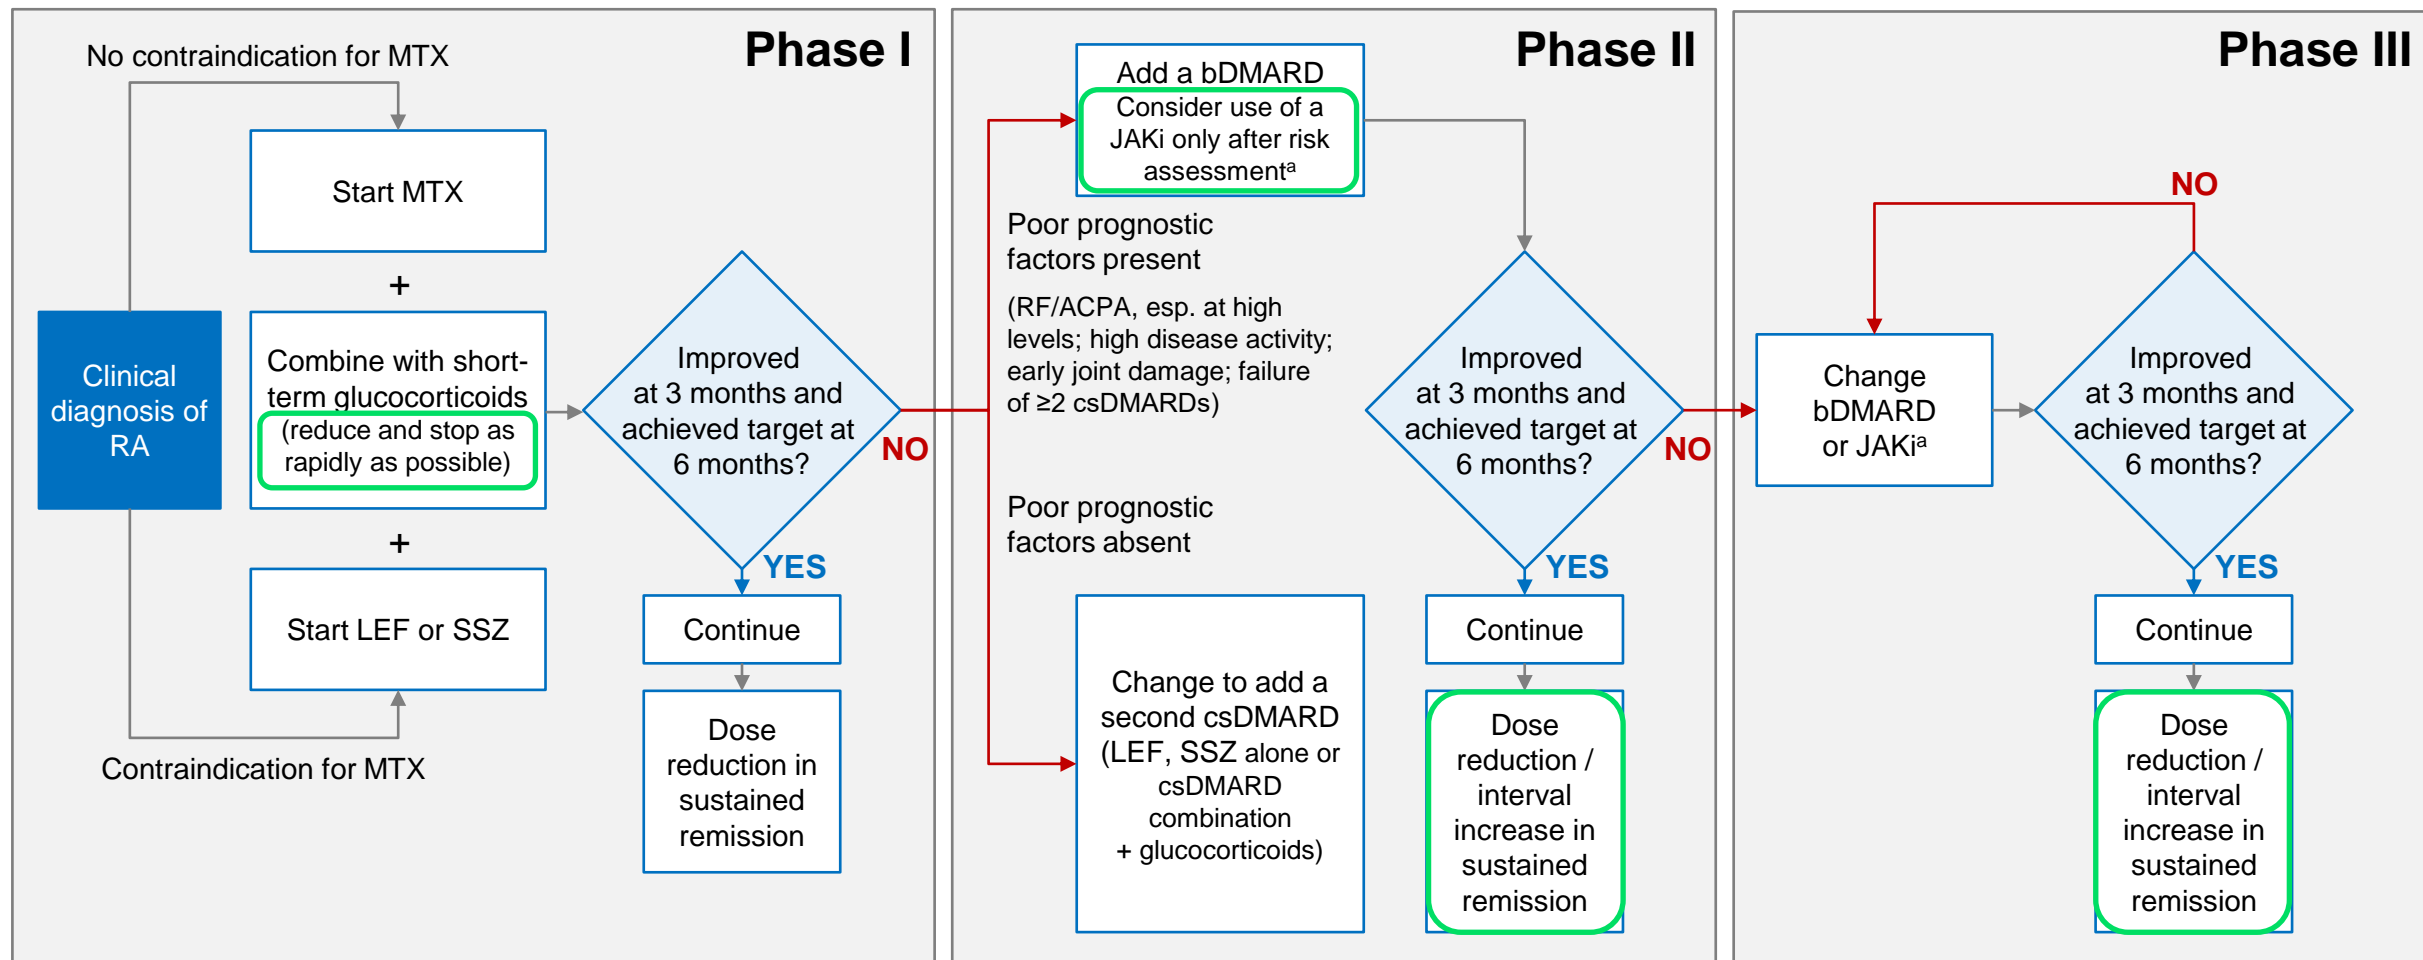 Phase I
No contraindication for MTX
Start MTX
+
Clinical
diagnosis of
RA
Combine with short-
term glucocorticoids
(reduce and stop as
rapidly as possible)
+
Start LEF or SSZ
Contraindication for MTX
Improved
at 3 months and
achieved target at
6 months?
NO
YES
Continue
Dose
reduction in
sustained
remission
Phase II
Add a bDMARD
Consider use of a
JAKi only after risk
assessmentᵃ
Poor prognostic
factors present
(RF/ACPA, esp. at high
levels; high disease activity;
early joint damage; failure
of ≥2 csDMARDs)
Poor prognostic
factors absent
Change to add a
second csDMARD
(LEF, SSZ alone or
csDMARD
combination
+ glucocorticoids)
Improved
at 3 months and
achieved target at
6 months?
NO
YES
Continue
Dose
reduction /
interval
increase in
sustained
remission
Phase III
NO
Change
bDMARD
or JAKiᵃ
Improved
at 3 months and
achieved target at
6 months?
YES
Continue
Dose
reduction /
interval
increase in
sustained
remission